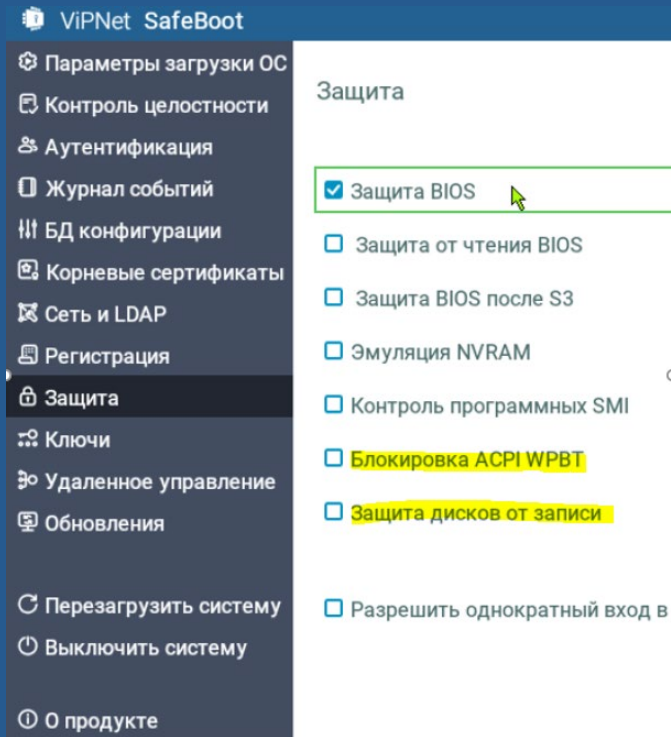 ViPNet SafeBoot
Параметры загрузки ОС
Контроль целостности
Аутентификация
Журнал событий
БД конфигурации
Корневые сертификаты
Сеть и LDAP
Регистрация
Защита
Ключи
Удаленное управление
Обновления
Перезагрузить систему
Выключить систему
О продукте
Защита
Защита BIOS
Защита от чтения BIOS
Защита BIOS после S3
Эмуляция NVRAM
Контроль программных SMI
Блокировка ACPI WPBT
Защита дисков от записи
Разрешить однократный вход в